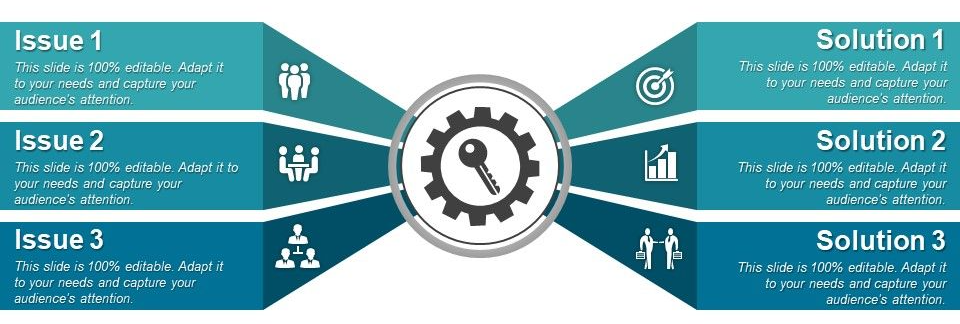 Issue 1
This slide is 100% editable. Adapt it
to your needs and capture your
audience's attention.
Solution 1
This slide is 100% editable. Adapt it
to your needs and capture your
audience's attention.
Issue 2
This slide is 100% editable. Adapt it to
your needs and capture your
audience's attention.
Solution 2
This slide is 100% editable. Adapt it
to your needs and capture your
audience's attention.
Issue 3
This slide is 100% editable. Adapt it
to your needs and capture your
audience's attention.
Solution 3
This slide is 100% editable. Adapt it
to your needs and capture your
audience's attention.